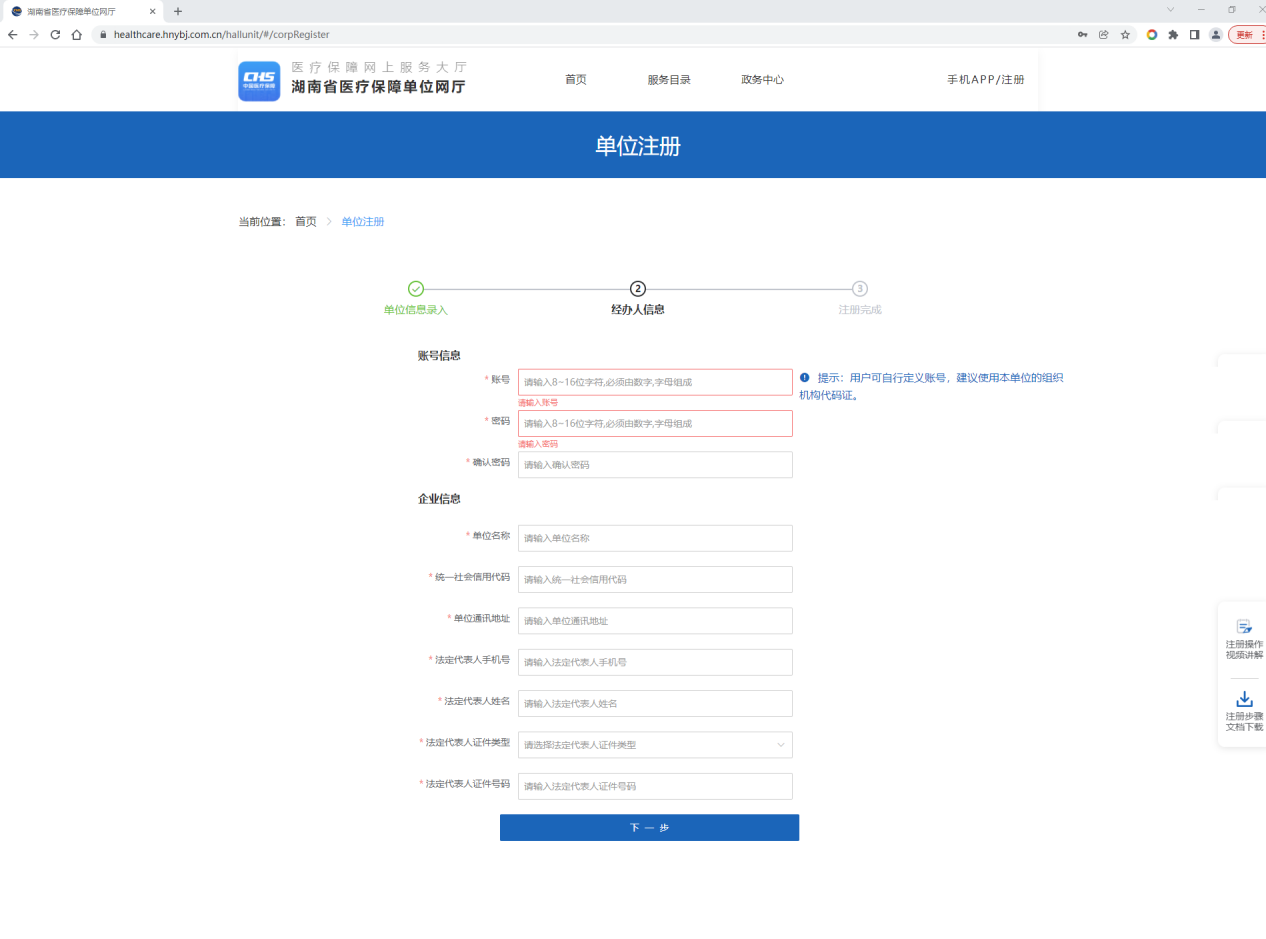 湖南省医疗保障单位网厅
healthcare.hnybj.com.cn/hallunit/#/corpRegister
更新
CHS
中国医疗保障
医疗保障网上服务大厅
湖南省医疗保障单位网厅
首页
服务目录
政务中心
手机APP/注册
单位注册
当前位置： 首页 > 单位注册
2
3
单位信息录入
经办人信息
注册完成
账号信息
* 账号
请输入8~16位字符,必须由数字,字母组成
提示：用户可自行定义账号，建议使用本单位的组织
机构代码证。
请输入账号
* 密码
请输入8~16位字符,必须由数字,字母组成
请输入密码
* 确认密码
请输入确认密码
企业信息
* 单位名称
请输入单位名称
* 统一社会信用代码
请输入统一社会信用代码
* 单位通讯地址
请输入单位通讯地址
* 法定代表人手机号
请输入法定代表人手机号
* 法定代表人姓名
请输入法定代表人姓名
* 法定代表人证件类型
请选择法定代表人证件类型
* 法定代表人证件号码
请输入法定代表人证件号码
下一步
注册操作
视频讲解
注册步骤
文档下载